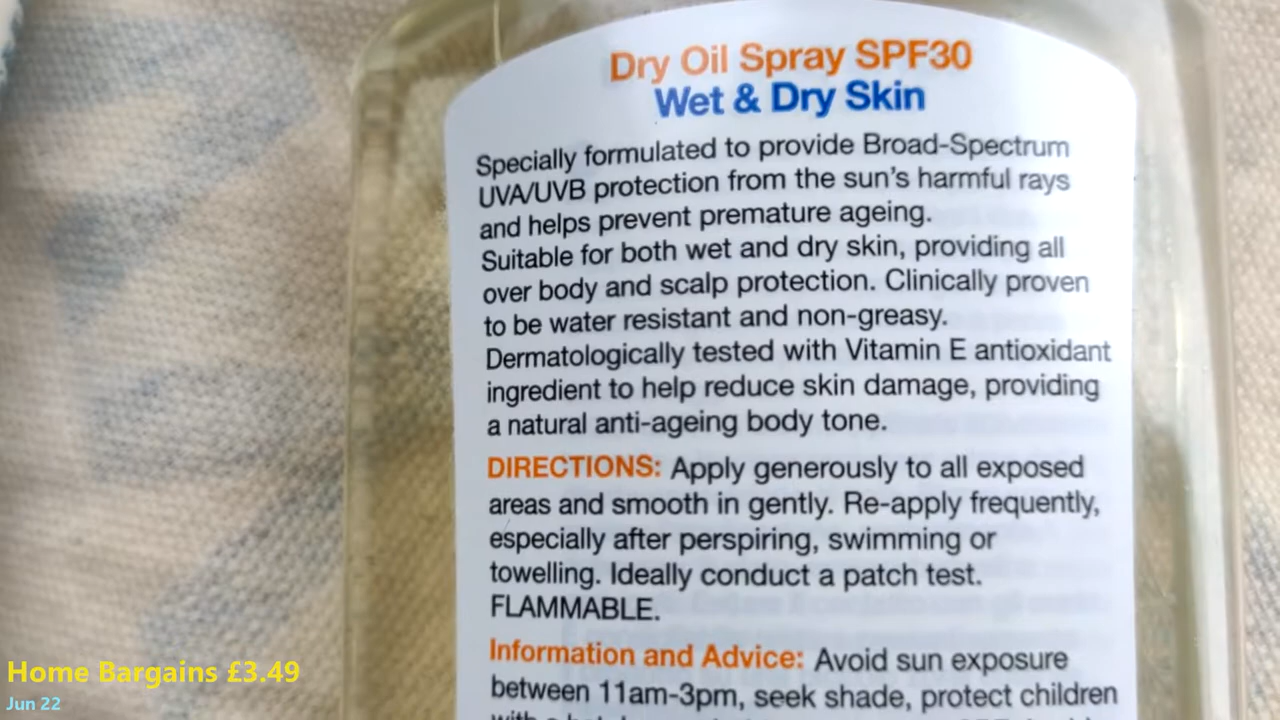 Dry Oil Spray SPF30
Wet & Dry Skin
Specially formulated to provide Broad-Spectrum
UVA/UVB protection from the sun's harmful rays
and helps prevent premature ageing.
Suitable for both wet and dry skin, providing all
over body and scalp protection. Clinically proven
to be water resistant and non-greasy.
Dermatologically tested with Vitamin E antioxidant
ingredient to help reduce skin damage, providing
a natural anti-ageing body tone.
DIRECTIONS: Apply generously to all exposed
areas and smooth in gently. Re-apply frequently,
especially after perspiring, swimming or
towelling. Ideally conduct a patch test.
FLAMMABLE.
Information and Advice: Avoid sun exposure
between 11am-3pm, seek shade, protect children
Home Bargains £3.49
Jun 22